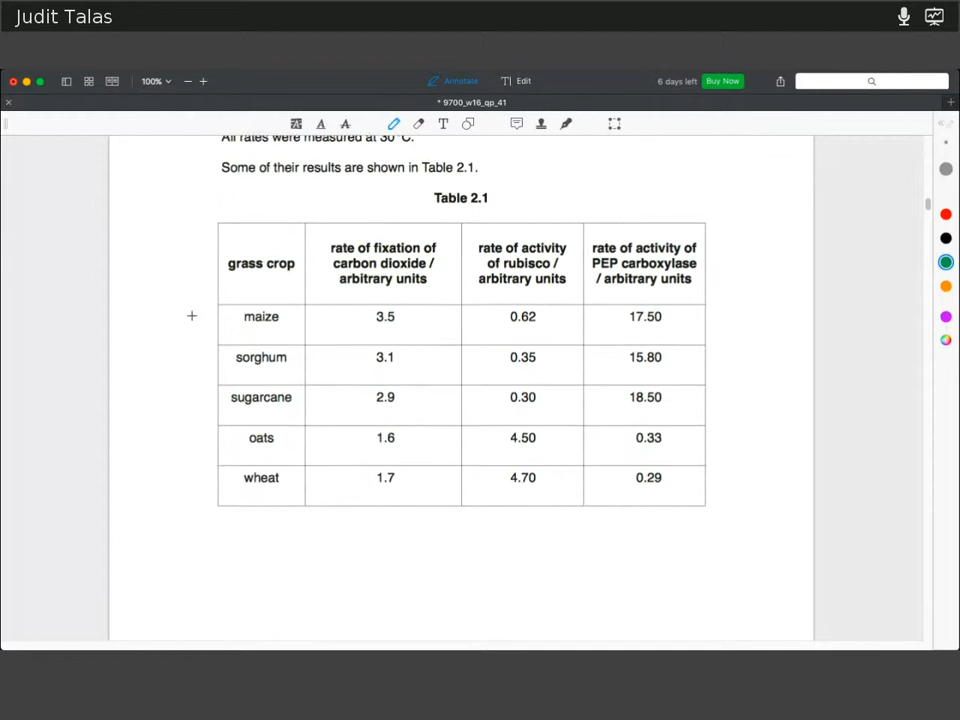 Judit Talas
100%
Annotate
Edit
6 days left
Buy Now
* 9700_w16_qp_41
All rates were measured at 30 °C.
Some of their results are shown in Table 2.1.
Table 2.1
grass crop
rate of fixation of
carbon dioxide /
arbitrary units
rate of activity
of rubisco /
arbitrary units
rate of activity of
PEP carboxylase
/ arbitrary units
maize 3.5 0.62 17.50
sorghum 3.1 0.35 15.80
sugarcane 2.9 0.30 18.50
oats 1.6 4.50 0.33
wheat 1.7 4.70 0.29